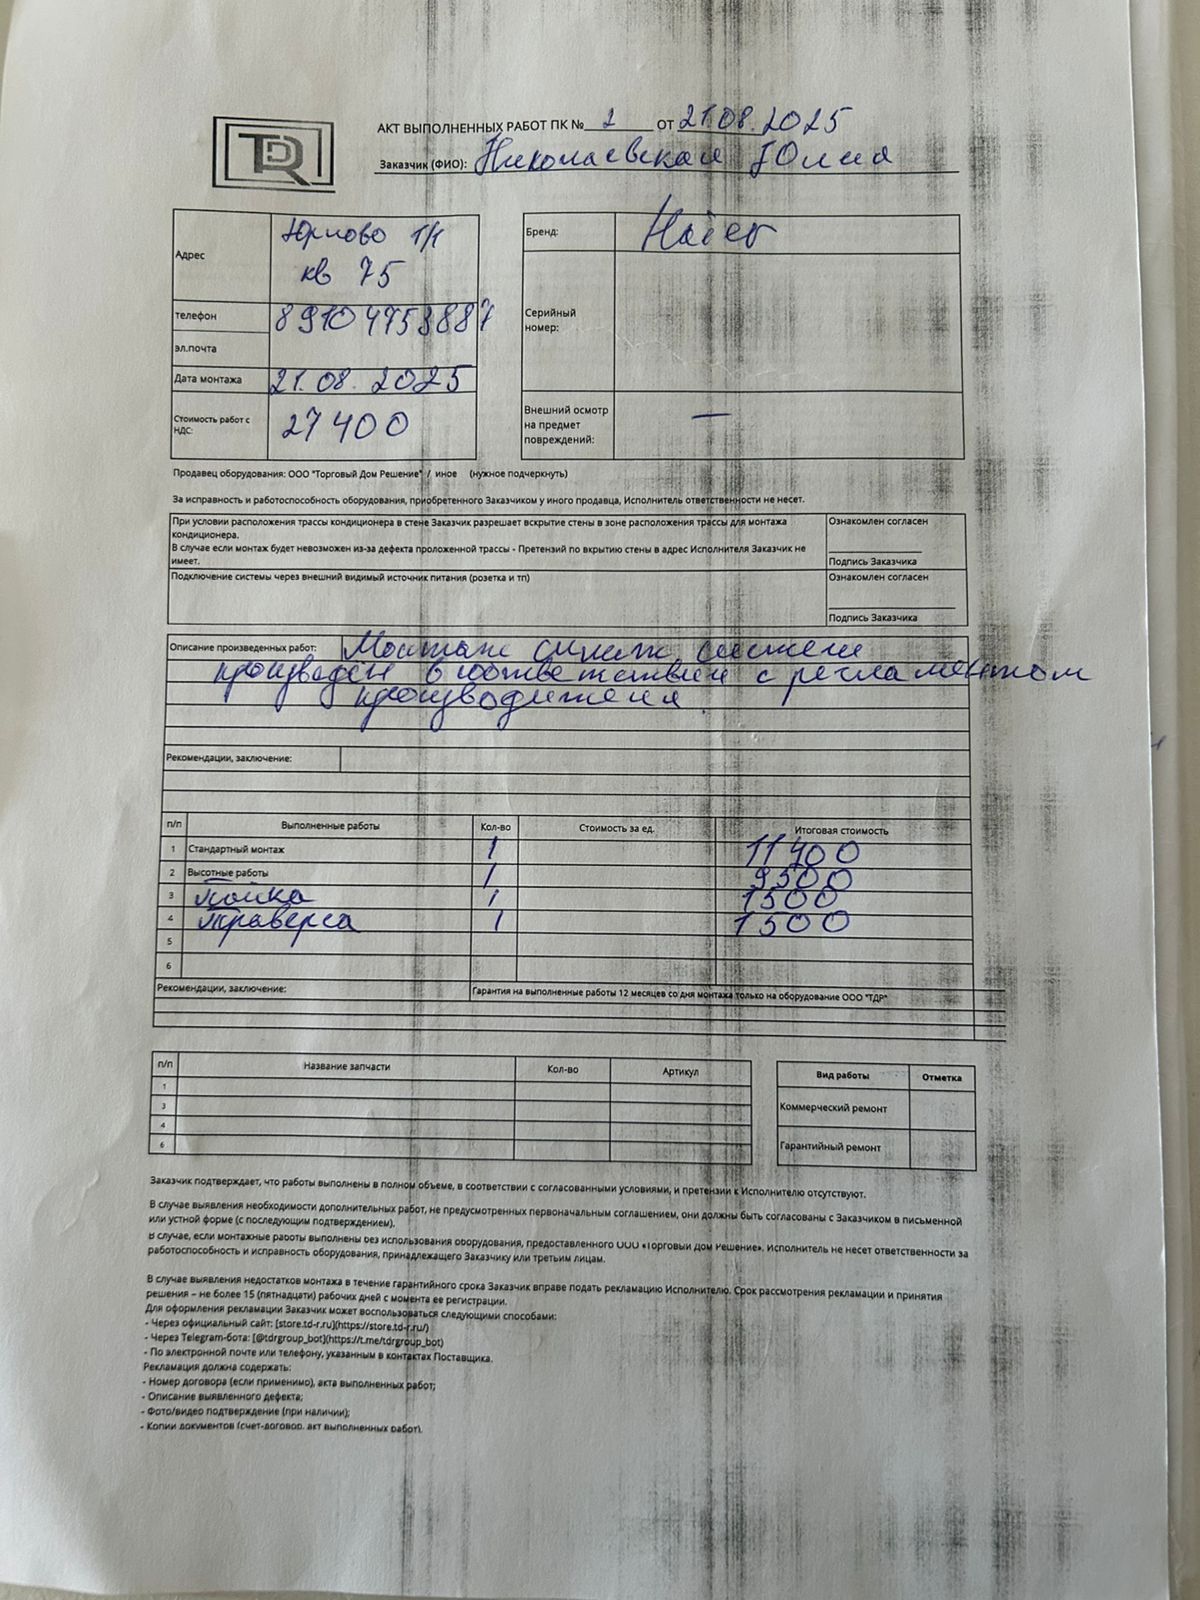 TDR
АКТ ВЫПОЛНЕННЫХ РАБОТ ПК № 2 ОТ 21.08.2025
Заказчик (ФИО): Николаевская Юлия
Адрес
Юрлово 1/1
кв 75
телефон 89104753887
эл.почта
Дата монтажа 21.08.2025
Стоимость работ с НДС: 27400
Бренд: Haier
Серийный
номер:
Внешний осмотр
на предмет
повреждений: —
Продавец оборудования: ООО "Торговый Дом Решение" / иное (нужное подчеркнуть)
За исправность и работоспособность оборудования, приобретенного Заказчиком у иного продавца, Исполнитель ответственности не несет.
При условии расположения трассы кондиционера в стене Заказчик разрешает вскрытие стены в зоне расположения трассы для монтажа
кондиционера.
В случае если монтаж будет невозможен из-за дефекта проложенной трассы - Претензий по вкрытию стены в адрес Исполнителя Заказчик не
имеет.
Ознакомлен согласен
Подпись Заказчика
Подключение системы через внешний видимый источник питания (розетка и тп)
Ознакомлен согласен
Подпись Заказчика
Описание произведенных работ: Монтаж сплит системы
произведён в соответствии с регламентом
производителя.
Рекомендации, заключение:
п/п Выполненные работы Кол-во Стоимость за ед. Итоговая стоимость
1 Стандартный монтаж 1 11400
2 Высотные работы 1 9500
3 Пайка 1 1500
4 Траверса 1 1500
5
6
Рекомендации, заключение: Гарантия на выполненные работы 12 месяцев со дня монтажа только на оборудование ООО "ТДР"
п/п Название запчасти Кол-во Артикул
1
3
4
6
Вид работы Отметка
Коммерческий ремонт
Гарантийный ремонт
Заказчик подтверждает, что работы выполнены в полном объеме, в соответствии с согласованными условиями, и претензии к Исполнителю отсутствуют.
В случае выявления необходимости дополнительных работ, не предусмотренных первоначальным соглашением, они должны быть согласованы с Заказчиком в письменной
или устной форме (с последующим подтверждением).
В случае, если монтажные работы выполнены без использования оборудования, предоставленного ООО «Торговый Дом Решение». Исполнитель не несет ответственности за
работоспособность и исправность оборудования, принадлежащего Заказчику или третьим лицам.
В случае выявления недостатков монтажа в течение гарантийного срока Заказчик вправе подать рекламацию Исполнителю. Срок рассмотрения рекламации и принятия
решения – не более 15 (пятнадцати) рабочих дней с момента ее регистрации.
Для оформления рекламации Заказчик может воспользоваться следующими способами:
- Через официальный сайт: [store.td-r.ru](https://store.td-r.ru/)
- Через Telegram-бота: [@tdrgroup_bot](https://t.me/tdrgroup_bot)
- По электронной почте или телефону, указанным в контактах Поставщика.
Рекламация должна содержать:
- Номер договора (если применимо), акта выполненных работ;
- Описание выявленного дефекта;
- Фото/видео подтверждение (при наличии);
- Копии документов (счет-договор, акт выполненных работ).